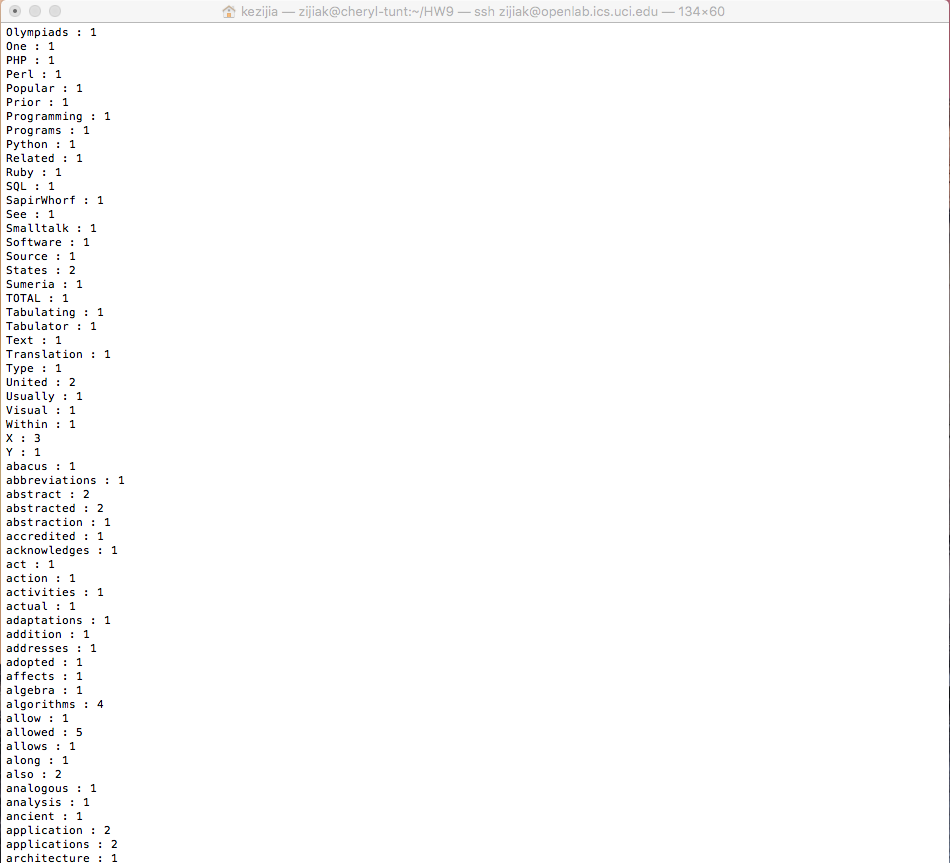 kezijia — zijiak@cheryl-tunt:~/HW9 — ssh zijiak@openlab.ics.uci.edu — 134×60
Olympiads : 1
One : 1
PHP : 1
Perl : 1
Popular : 1
Prior : 1
Programming : 1
Programs : 1
Python : 1
Related : 1
Ruby : 1
SQL : 1
SapirWhorf : 1
See : 1
Smalltalk : 1
Software : 1
Source : 1
States : 2
Sumeria : 1
TOTAL : 1
Tabulating : 1
Tabulator : 1
Text : 1
Translation : 1
Type : 1
United : 2
Usually : 1
Visual : 1
Within : 1
X : 3
Y : 1
abacus : 1
abbreviations : 1
abstract : 2
abstracted : 2
abstraction : 1
accredited : 1
acknowledges : 1
act : 1
action : 1
activities : 1
actual : 1
adaptations : 1
addition : 1
addresses : 1
adopted : 1
affects : 1
algebra : 1
algorithms : 4
allow : 1
allowed : 5
allows : 1
along : 1
also : 2
analogous : 1
analysis : 1
ancient : 1
application : 2
applications : 2
architecture : 1